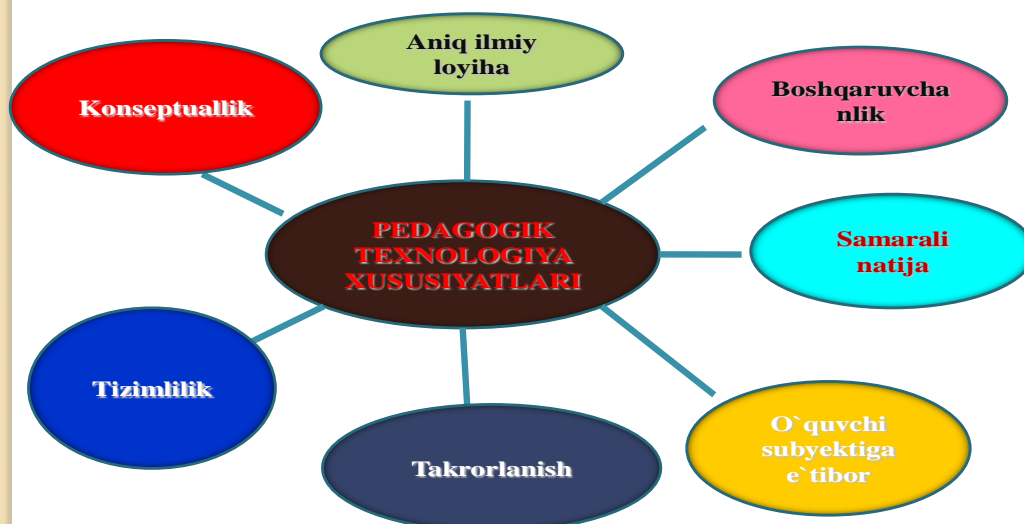 Aniq ilmiy
loyiha
Konseptuallik
Boshqaruvcha
nlik
PEDAGOGIK
TEXNOLOGIYA
XUSUSIYATLARI
Samarali
natija
Tizimlilik
Takrorlanish
O`quvchi
subyektiga
e`tibor